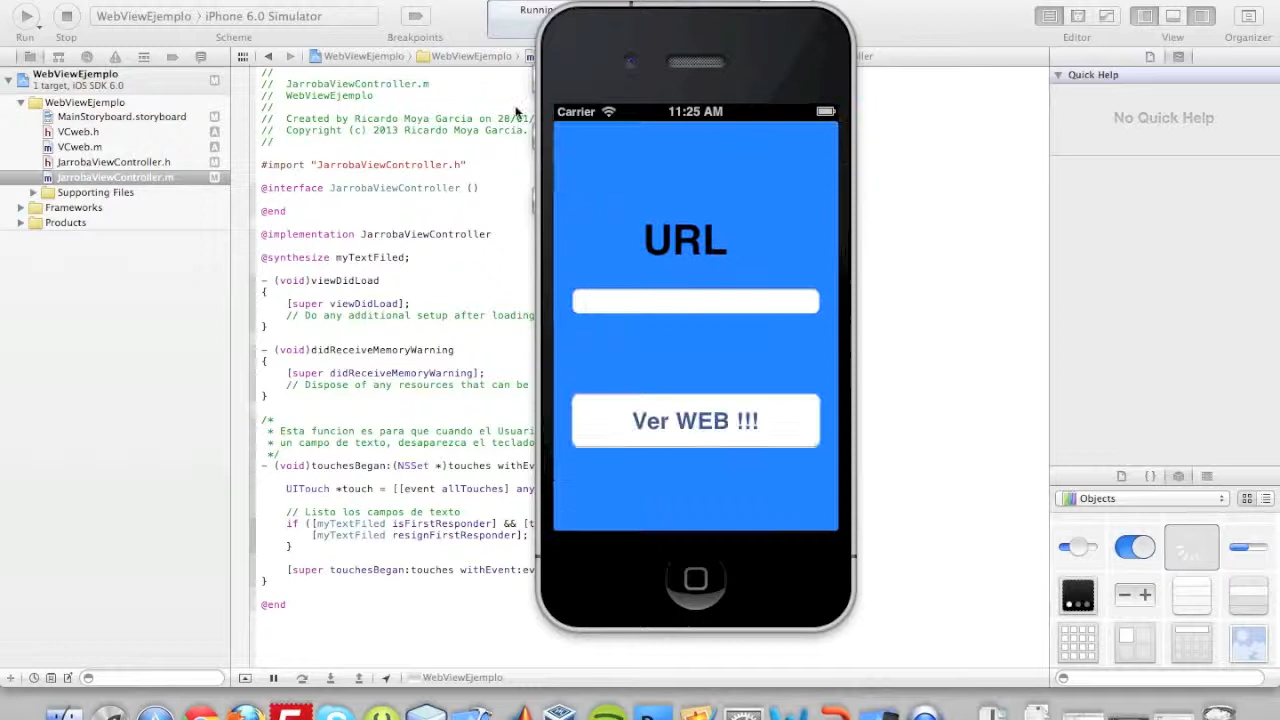 WebViewEjemplo › iPhone 6.0 Simulator
Run
Stop
Scheme
Breakpoints
Editor
View
Organizer
WebViewEjemplo
1 target, iOS SDK 6.0
M
WebViewEjemplo
MainStoryboard.storyboard
M
VCweb.h
A
VCweb.m
A
JarrobaViewController.h
M
JarrobaViewController.m
M
Supporting Files
Frameworks
Products
WebViewEjemplo
WebViewEjemplo
//
// JarrobaViewController.m
// WebViewEjemplo
//
// Created by Ricardo Moya Garcia on 28/
// Copyright (c) 2013 Ricardo Moya Garcia.
//
#import "JarrobaViewController.h"
@interface JarrobaViewController ()
@end
@implementation JarrobaViewController
@synthesize myTextFiled;
- (void)viewDidLoad
{
[super viewDidLoad];
// Do any additional setup after loading
}
- (void)didReceiveMemoryWarning
{
[super didReceiveMemoryWarning];
// Dispose of any resources that can be
}
/*
* Esta funcion es para que cuando el Usuari
* un campo de texto, desaparezca el teclado
*/
- (void)touchesBegan:(NSSet *)touches withEv
UITouch *touch = [[event allTouches] any
// Listo los campos de texto
if ([myTextFiled isFirstResponder] && [t
[myTextFiled resignFirstResponder];
}
[super touchesBegan:touches withEvent:ev
}
@end
Carrier
11:25 AM
URL
Ver WEB !!!
Quick Help
No Quick Help
{ }
Objects
WebViewEjemplo